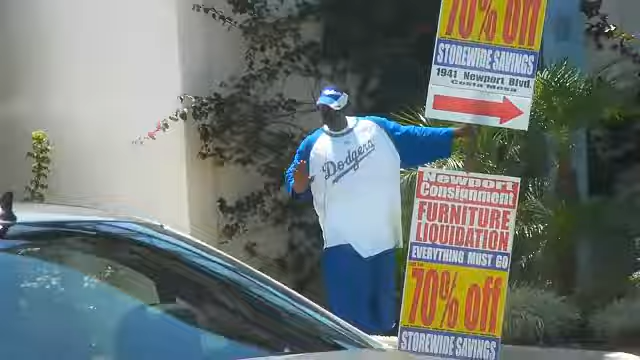 70% off
STOREWIDE SAVINGS
1941 Newport Blvd.
Costa Mesa
Dodgers
Newport
Consignment
FURNITURE
LIQUIDATION
EVERYTHING MUST GO
70% off
STOREWIDE SAVINGS